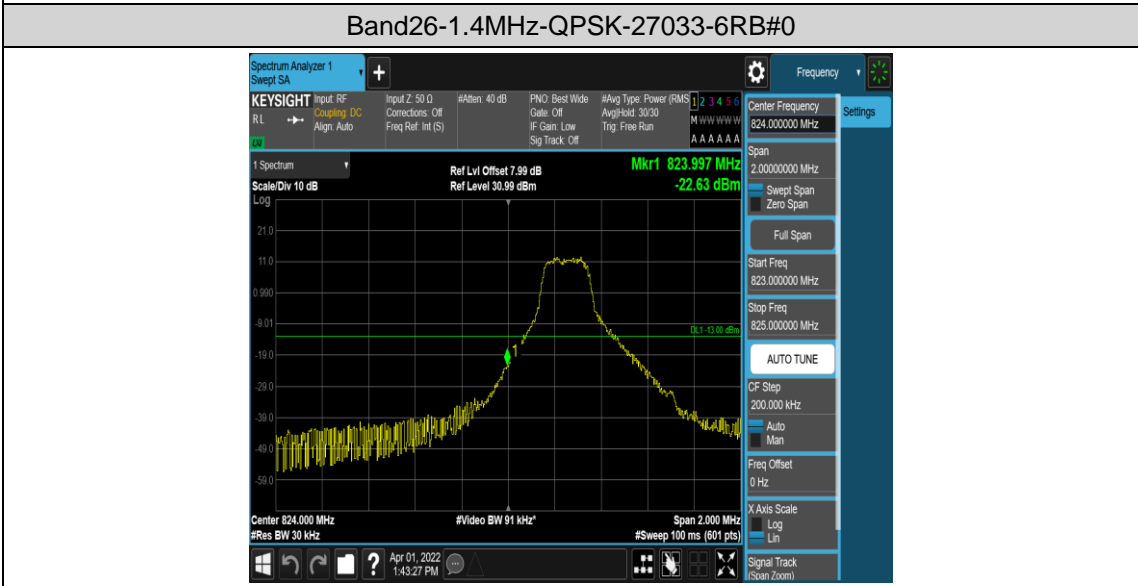 Band26-1.4MHz-QPSK-27033-6RB#0
Spectrum Analyzer 1
Swept SA
Frequency
KEYSIGHT
RL
Input: RF
Coupling: DC
Align: Auto
Input Z: 50 Ω
Corrections: Off
Freq Ref: Int (S)
#Atten: 40 dB
PNO: Best Wide
Gate: Off
IF Gain: Low
Sig Track: Off
#Avg Type: Power (RMS
Avg|Hold: 30/30
Trig: Free Run
1 2 3 4 5 6
M W W W W W
A A A A A A
1 Spectrum
Scale/Div 10 dB
Log
Ref Lvl Offset 7.99 dB
Ref Level 30.99 dBm
Mkr1 823.997 MHz
-22.63 dBm
21.0
11.0
0.990
-9.01
-19.0
-29.0
-39.0
-49.0
-59.0
DL1 -13.00 dBm
1
Center 824.000 MHz
#Res BW 30 kHz
#Video BW 91 kHz*
Span 2.000 MHz
#Sweep 100 ms (601 pts)
Center Frequency
824.000000 MHz
Settings
Span
2.00000000 MHz
Swept Span
Zero Span
Full Span
Start Freq
823.000000 MHz
Stop Freq
825.000000 MHz
AUTO TUNE
CF Step
200.000 kHz
Auto
Man
Freq Offset
0 Hz
X Axis Scale
Log
Lin
Signal Track
(Span Zoom)
Apr 01, 2022
1:43:27 PM